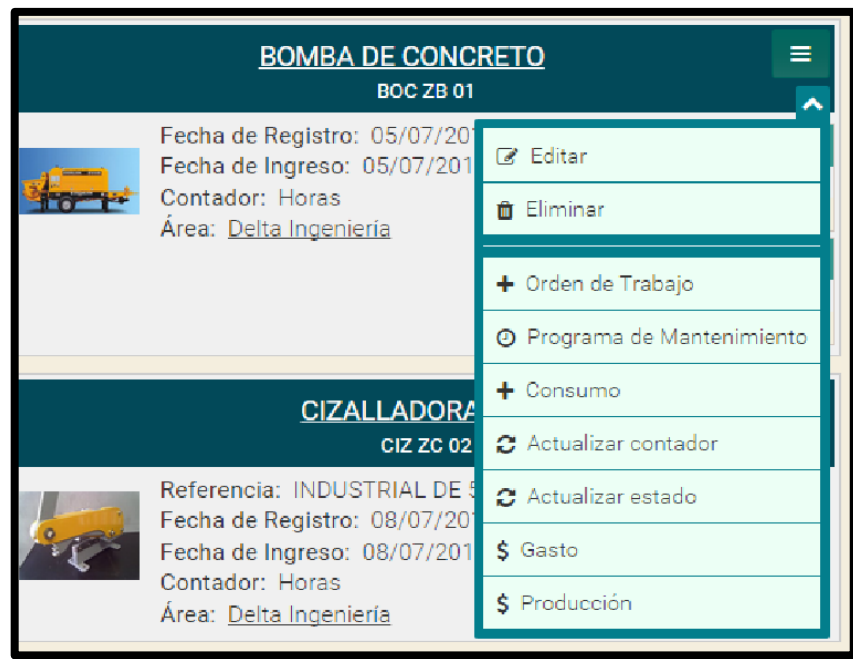 BOMBA DE CONCRETO
BOC ZB 01
Fecha de Registro: 05/07/201
Fecha de Ingreso: 05/07/201
Contador: Horas
Área: Delta Ingeniería
Editar
Eliminar
Orden de Trabajo
Programa de Mantenimiento
Consumo
Actualizar contador
Actualizar estado
$ Gasto
$ Producción
CIZALLADORA
CIZ ZC 02
Referencia: INDUSTRIAL DE
Fecha de Registro: 08/07/201
Fecha de Ingreso: 08/07/201
Contador: Horas
Área: Delta Ingeniería